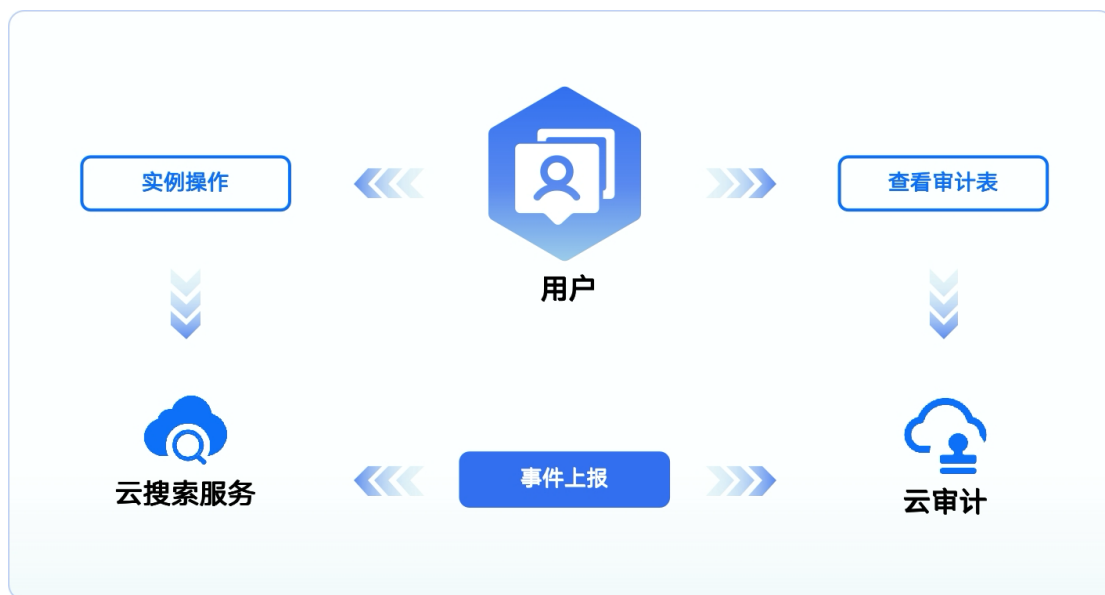 实例操作
查看审计表
用户
云搜索服务
事件上报
云审计